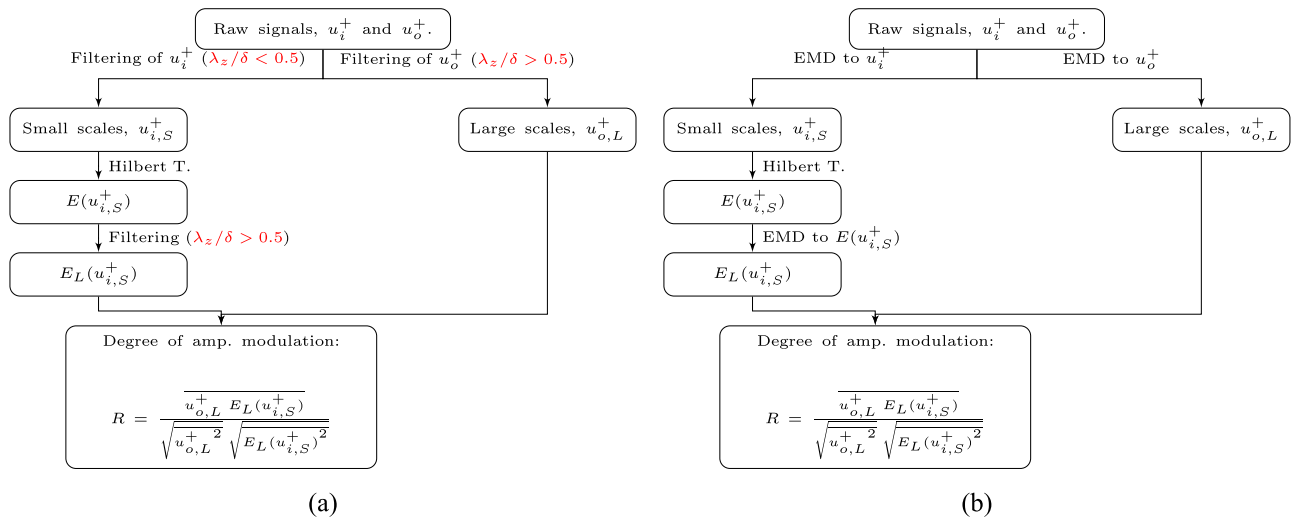 Raw signals, u_i^+ and u_o^+.
Filtering of u_i^+ (λ_z/δ < 0.5)
Filtering of u_o^+ (λ_z/δ > 0.5)
Small scales, u_{i,S}^+
Large scales, u_{o,L}^+
Hilbert T.
E(u_{i,S}^+)
Filtering (λ_z/δ > 0.5)
E_L(u_{i,S}^+)
Degree of amp. modulation:
R = \frac{\overline{u_{o,L}^+ E_L(u_{i,S}^+)}}{\sqrt{\overline{{u_{o,L}^+}^2}} \sqrt{\overline{{E_L(u_{i,S}^+)}^2}}}
(a)
Raw signals, u_i^+ and u_o^+.
EMD to u_i^+
EMD to u_o^+
Small scales, u_{i,S}^+
Large scales, u_{o,L}^+
Hilbert T.
E(u_{i,S}^+)
EMD to E(u_{i,S}^+)
E_L(u_{i,S}^+)
Degree of amp. modulation:
R = \frac{\overline{u_{o,L}^+ E_L(u_{i,S}^+)}}{\sqrt{\overline{{u_{o,L}^+}^2}} \sqrt{\overline{{E_L(u_{i,S}^+)}^2}}}
(b)